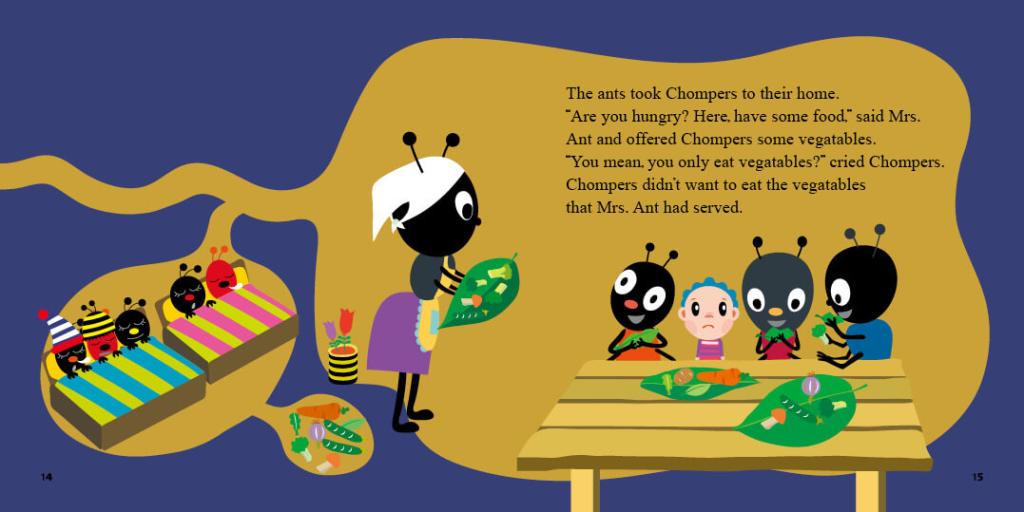 The ants took Chompers to their home.
“Are you hungry? Here, have some food,” said Mrs.
Ant and offered Chompers some vegatables.
“You mean, you only eat vegatables?” cried Chompers.
Chompers didn’t want to eat the vegatables
that Mrs. Ant had served.
14
15